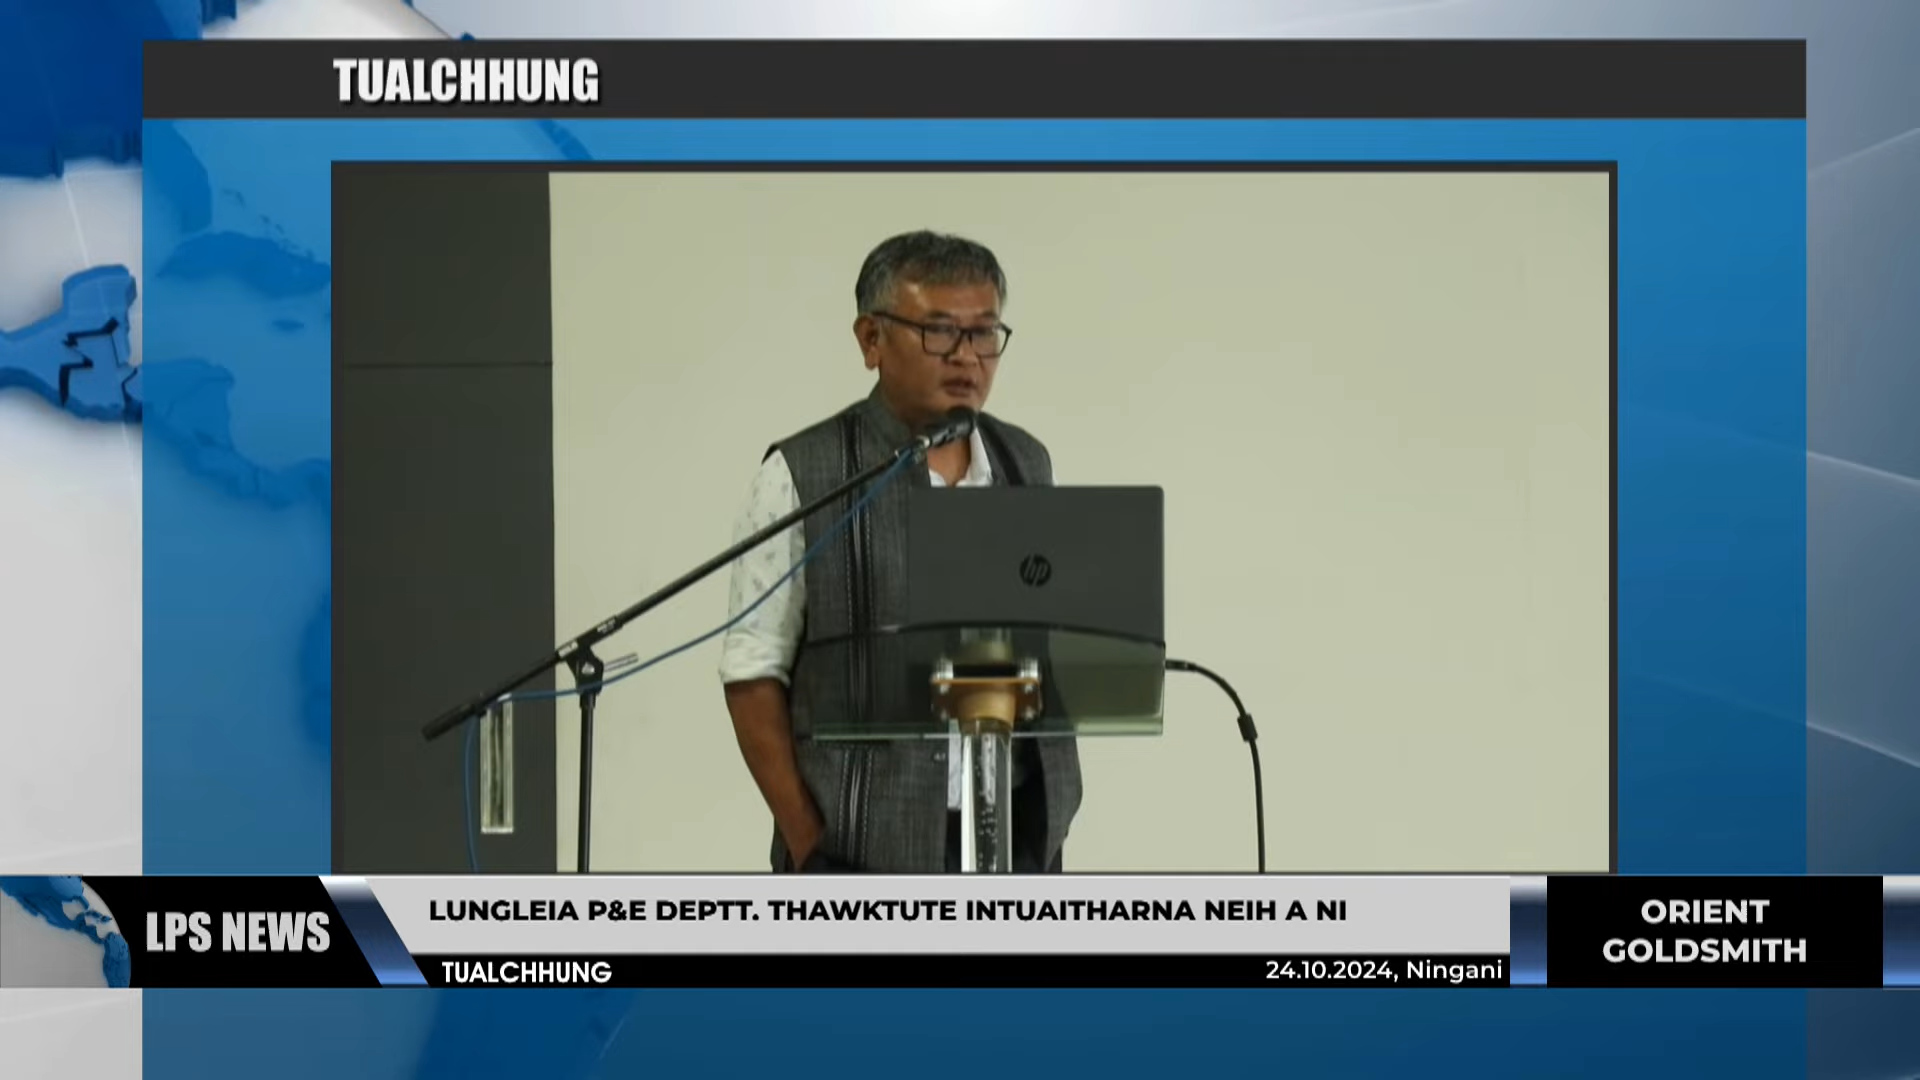 TUALCHHUNG
hp
LPS NEWS
LUNGLEIA P&E DEPTT. THAWKTUTE INTUAITHARNA NEIH A NI
TUALCHHUNG
24.10.2024, Ningani
ORIENT
GOLDSMITH